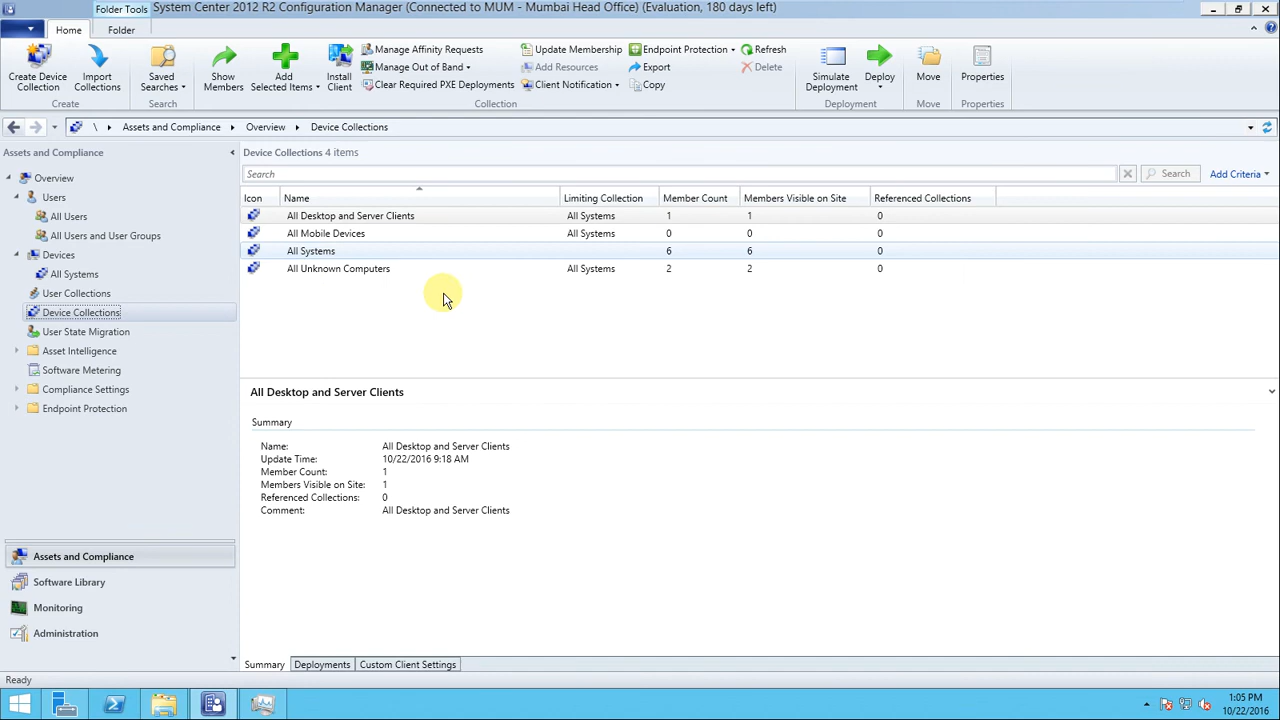 Folder Tools
System Center 2012 R2 Configuration Manager (Connected to MUM - Mumbai Head Office) (Evaluation, 180 days left)
Home
Folder
Create Device Collection
Import Collections
Create
Saved Searches
Search
Show Members
Add Selected Items
Install Client
Manage Affinity Requests
Manage Out of Band
Clear Required PXE Deployments
Update Membership
Add Resources
Client Notification
Endpoint Protection
Export
Copy
Refresh
Delete
Collection
Simulate Deployment
Deploy
Deployment
Move
Move
Properties
Properties
\ Assets and Compliance Overview Device Collections
Assets and Compliance
Overview
Users
All Users
All Users and User Groups
Devices
All Systems
User Collections
Device Collections
User State Migration
Asset Intelligence
Software Metering
Compliance Settings
Endpoint Protection
Assets and Compliance
Software Library
Monitoring
Administration
Device Collections 4 items
Search
Search
Add Criteria
Icon Name Limiting Collection Member Count Members Visible on Site Referenced Collections
All Desktop and Server Clients All Systems 1 1 0
All Mobile Devices All Systems 0 0 0
All Systems 6 6 0
All Unknown Computers All Systems 2 2 0
All Desktop and Server Clients
Summary
Name: All Desktop and Server Clients
Update Time: 10/22/2016 9:18 AM
Member Count: 1
Members Visible on Site: 1
Referenced Collections: 0
Comment: All Desktop and Server Clients
Summary Deployments Custom Client Settings
Ready
1:05 PM
10/22/2016